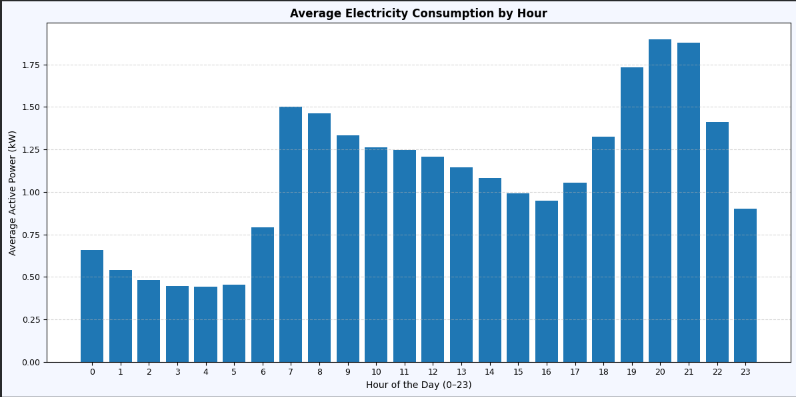 Average Electricity Consumption by Hour
Average Active Power (kW)
1.75
1.50
1.25
1.00
0.75
0.50
0.25
0.00
0 1 2 3 4 5 6 7 8 9 10 11 12 13 14 15 16 17 18 19 20 21 22 23
Hour of the Day (0–23)